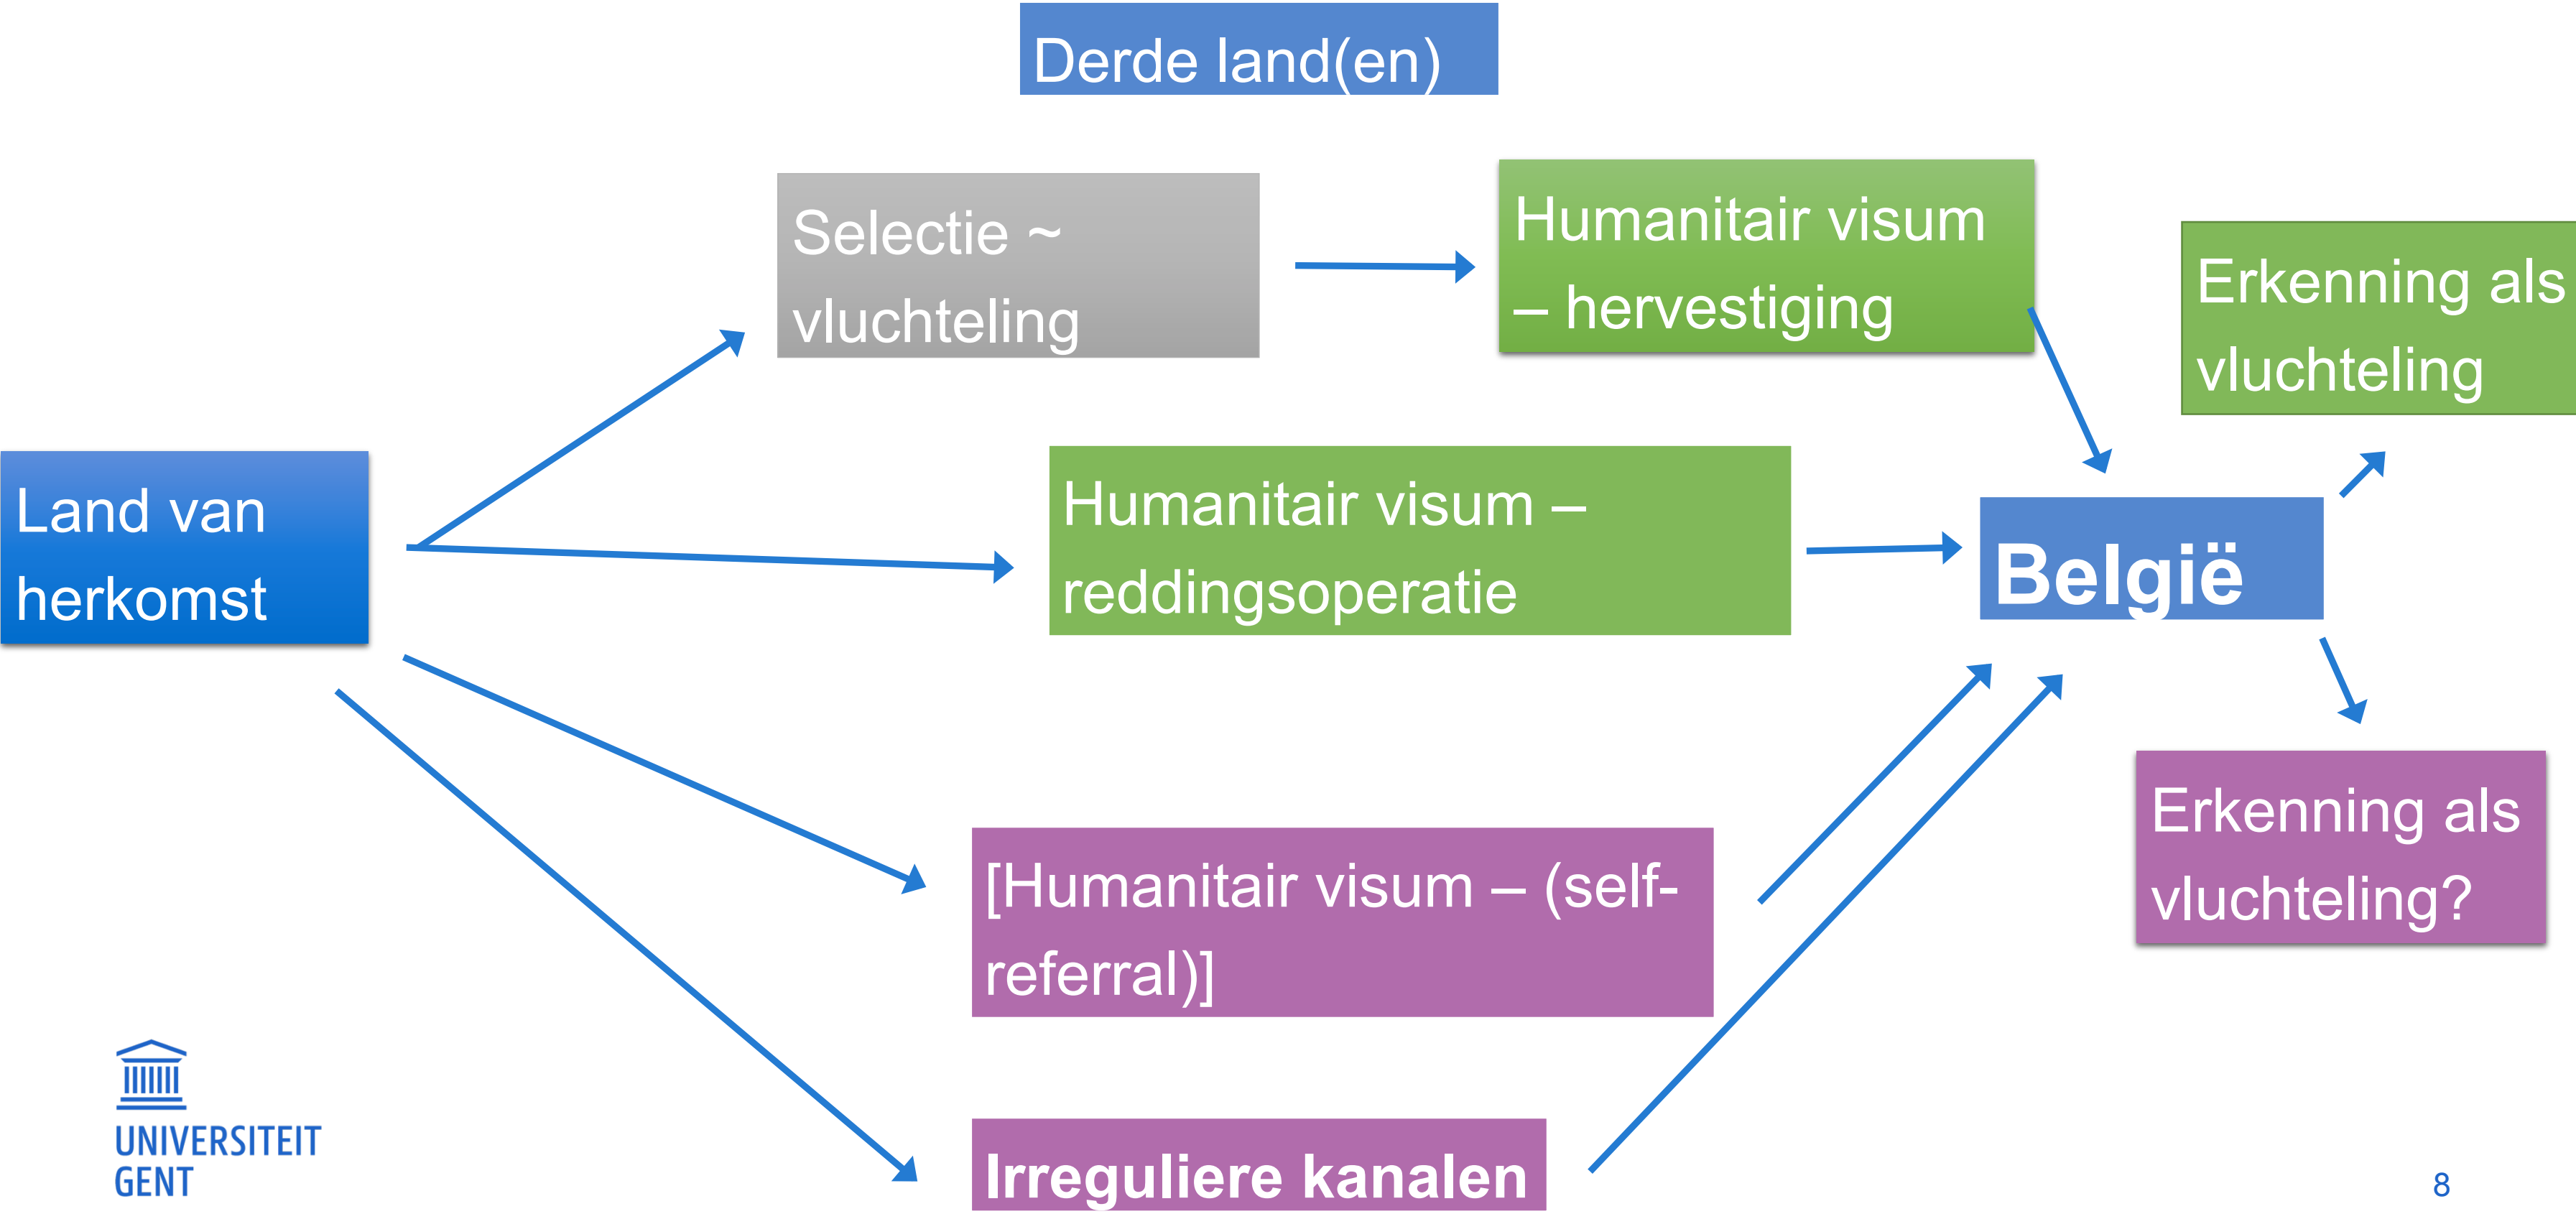 Derde land(en)
Selectie ~
vluchteling
Humanitair visum
– hervestiging
Erkenning als
vluchteling
Land van
herkomst
Humanitair visum –
reddingsoperatie
België
[Humanitair visum – (self-
referral)]
Erkenning als
vluchteling?
Irreguliere kanalen
UNIVERSITEIT
GENT
8